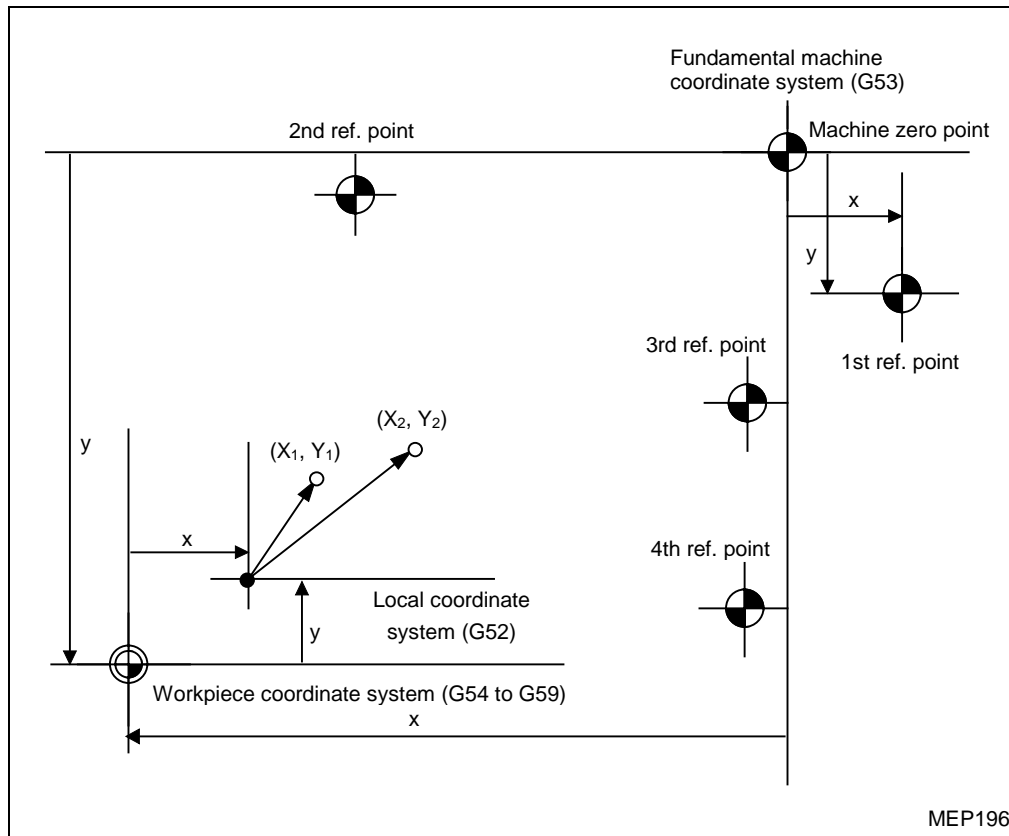 Fundamental machine
coordinate system (G53)
2nd ref. point
Machine zero point
x
y
3rd ref. point
1st ref. point
(X₂, Y₂)
y
(X₁, Y₁)
x
4th ref. point
Local coordinate
system (G52)
y
Workpiece coordinate system (G54 to G59)
x
MEP196